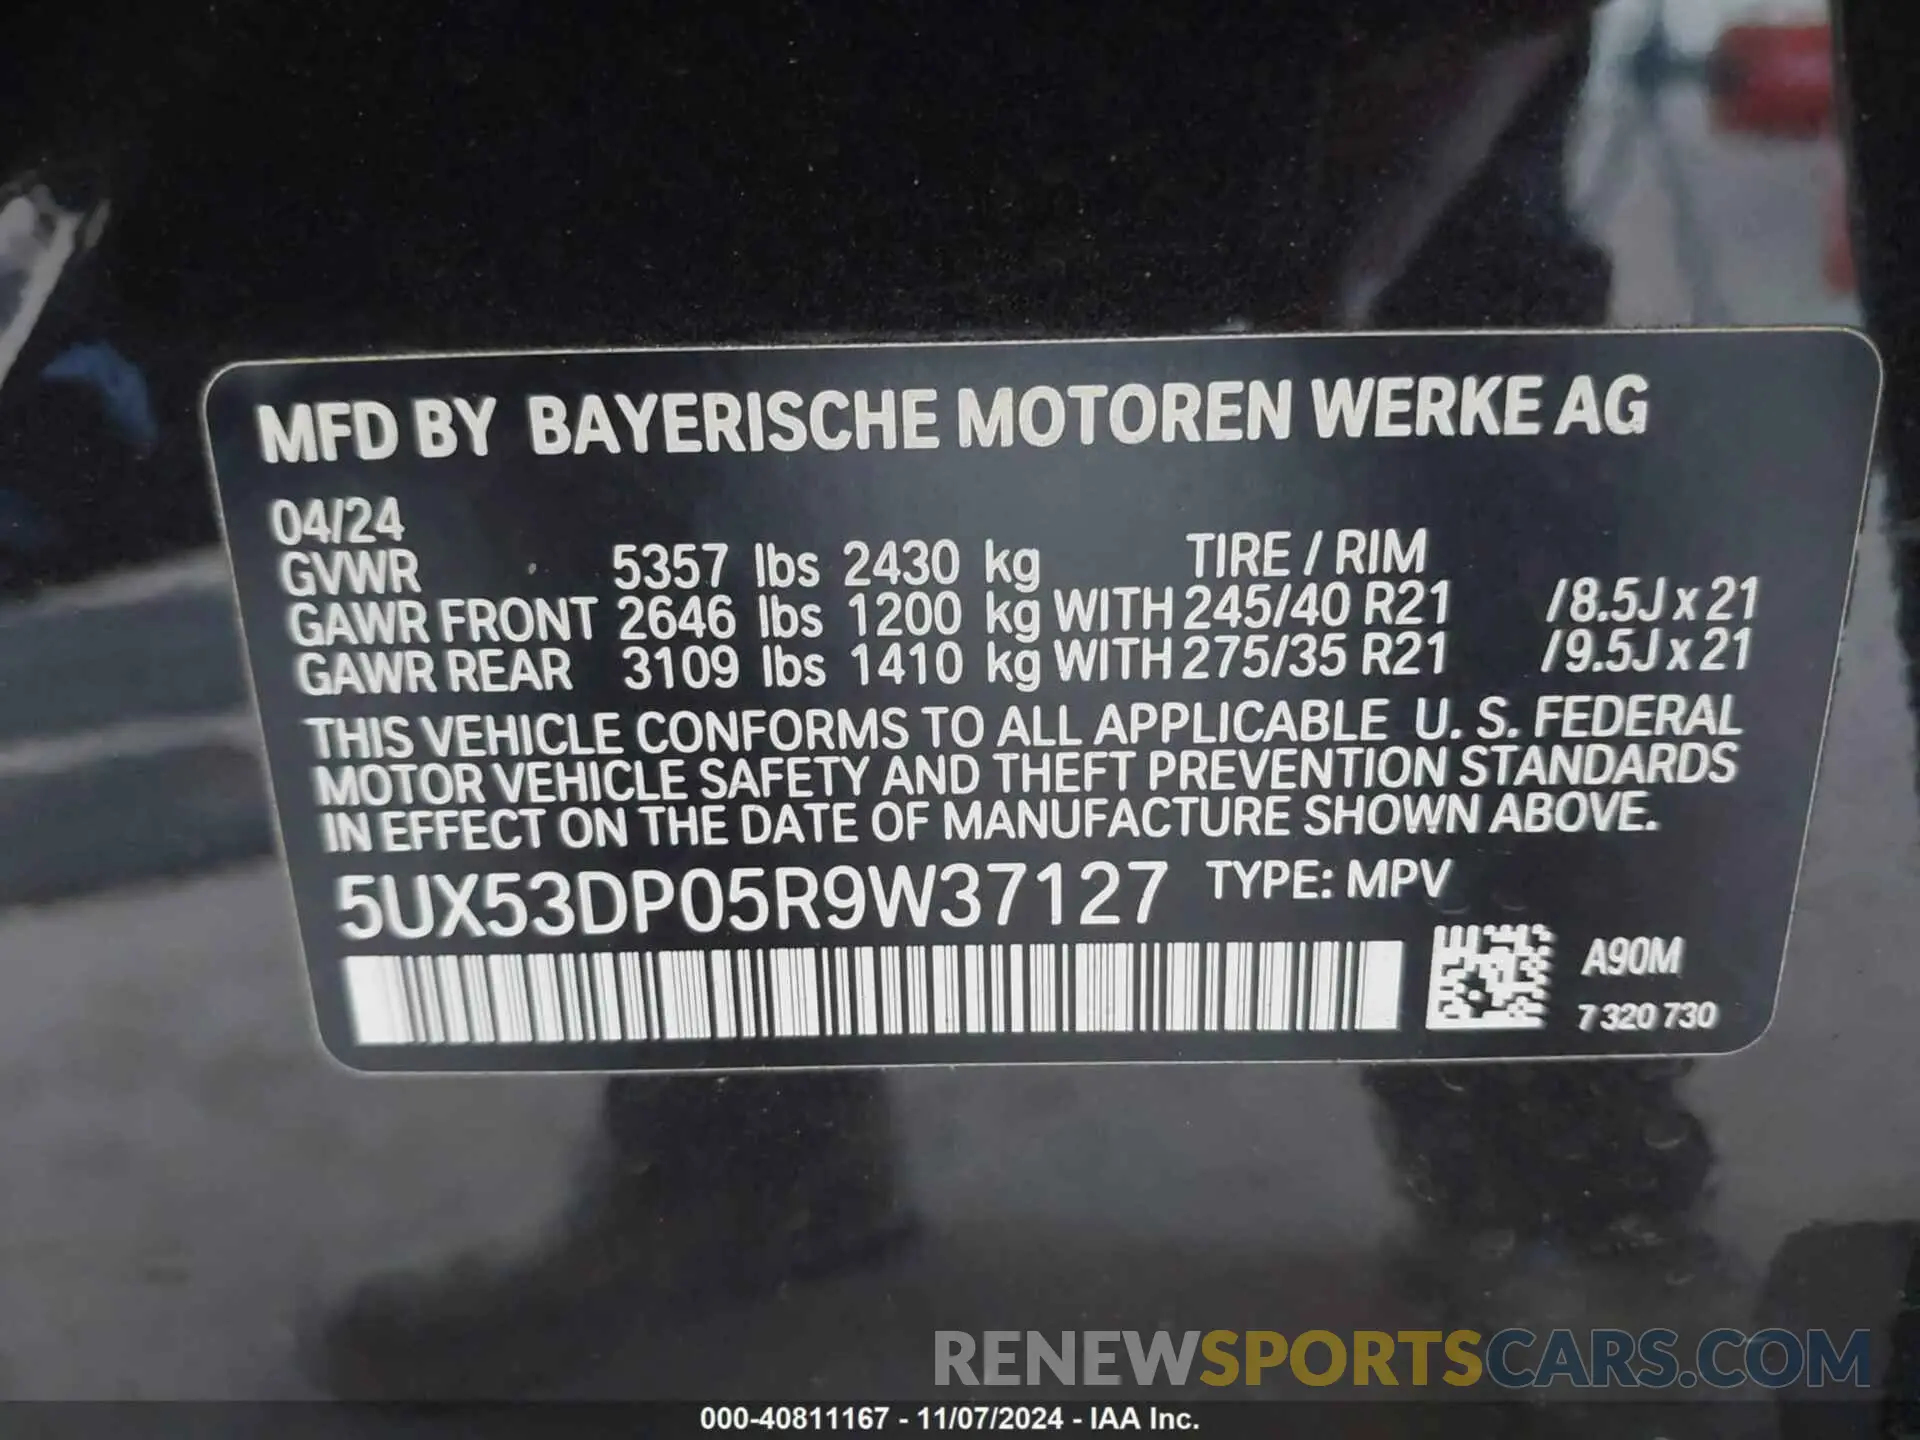 MFD BY BAYERISCHE MOTOREN WERKE AG
04/24
GVWR 5357 lbs 2430 kg TIRE / RIM
GAWR FRONT 2646 lbs 1200 kg WITH 245/40 R21 /8.5J x 21
GAWR REAR 3109 lbs 1410 kg WITH 275/35 R21 /9.5J x 21
THIS VEHICLE CONFORMS TO ALL APPLICABLE U. S. FEDERAL
MOTOR VEHICLE SAFETY AND THEFT PREVENTION STANDARDS
IN EFFECT ON THE DATE OF MANUFACTURE SHOWN ABOVE.
5UX53DP05R9W37127 TYPE: MPV
A90M
7 320 730
RENEWSPORTSCARS.COM
000-40811167 - 11/07/2024 - IAA Inc.